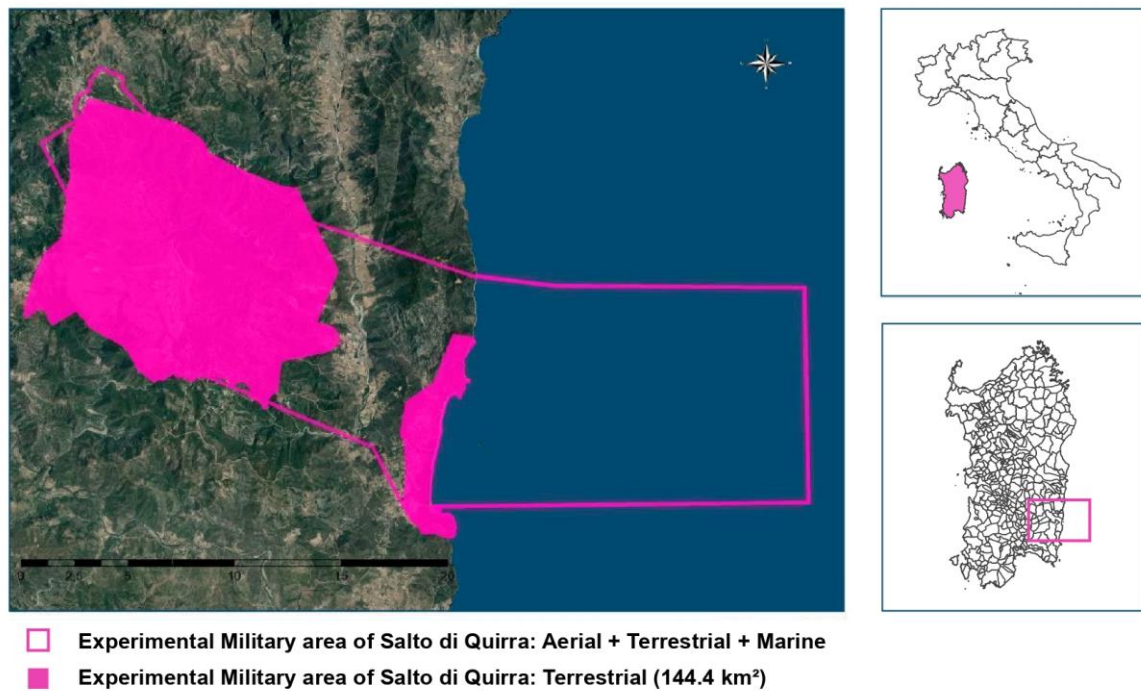 0 2,5 5 10 15 20
Experimental Military area of Salto di Quirra: Aerial + Terrestrial + Marine
Experimental Military area of Salto di Quirra: Terrestrial (144.4 km²)